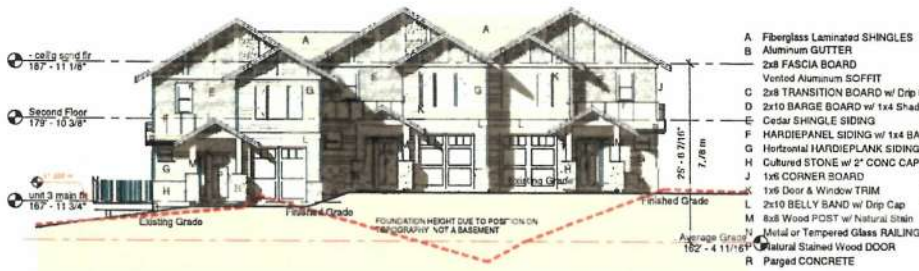 - ceil'g scnd flr
187' - 11 1/8"
Second Floor
179' - 10 3/8"
unit 3 main fl
167' - 11 3/4"
Existing Grade
Finished Grade
FOUNDATION HEIGHT DUE TO POSITION ON
TOPOGRAPHY NOT A BASEMENT
Existing Grade
Finished Grade
Average Grade
162' - 4 11/16"
25' - 6 7/16"
7.78 m
A Fiberglass Laminated SHINGLES
B Aluminum GUTTER
2x8 FASCIA BOARD
Vented Aluminum SOFFIT
C 2x8 TRANSITION BOARD w/ Drip
D 2x10 BARGE BOARD w/ 1x4
E Cedar SHINGLE SIDING
F HARDIEPANEL SIDING w/ 1x4
G Horizontal HARDIEPLANK SIDING
H Cultured STONE w/ 2" CONC CAP
J 1x6 CORNER BOARD
K 1x6 Door & Window TRIM
L 2x10 BELLY BAND w/ Drip Cap
M 8x8 Wood POST w/ Natural Stain
N Metal or Tempered Glass RAILING
P Natural Stained Wood DOOR
R Parged CONCRETE